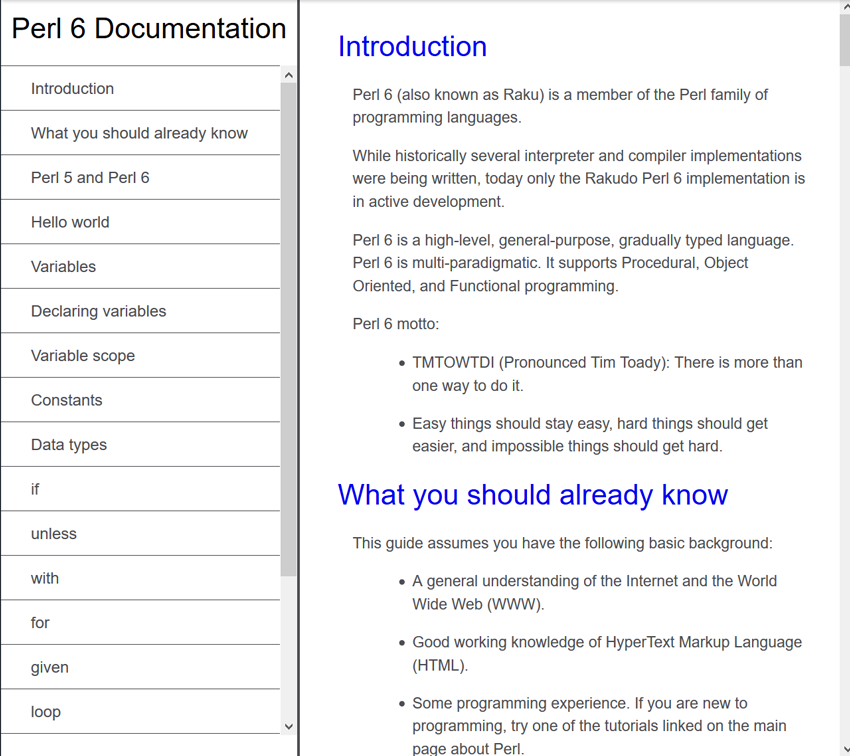 Perl 6 Documentation
Introduction
What you should already know
Perl 5 and Perl 6
Hello world
Variables
Declaring variables
Variable scope
Constants
Data types
if
unless
with
for
given
loop
Introduction
Perl 6 (also known as Raku) is a member of the Perl family of
programming languages.
While historically several interpreter and compiler implementations
were being written, today only the Rakudo Perl 6 implementation is
in active development.
Perl 6 is a high-level, general-purpose, gradually typed language.
Perl 6 is multi-paradigmatic. It supports Procedural, Object
Oriented, and Functional programming.
Perl 6 motto:
• TMTOWTDI (Pronounced Tim Toady): There is more than
one way to do it.
• Easy things should stay easy, hard things should get
easier, and impossible things should get hard.
What you should already know
This guide assumes you have the following basic background:
• A general understanding of the Internet and the World
Wide Web (WWW).
• Good working knowledge of HyperText Markup Language
(HTML).
• Some programming experience. If you are new to
programming, try one of the tutorials linked on the main
page about Perl.